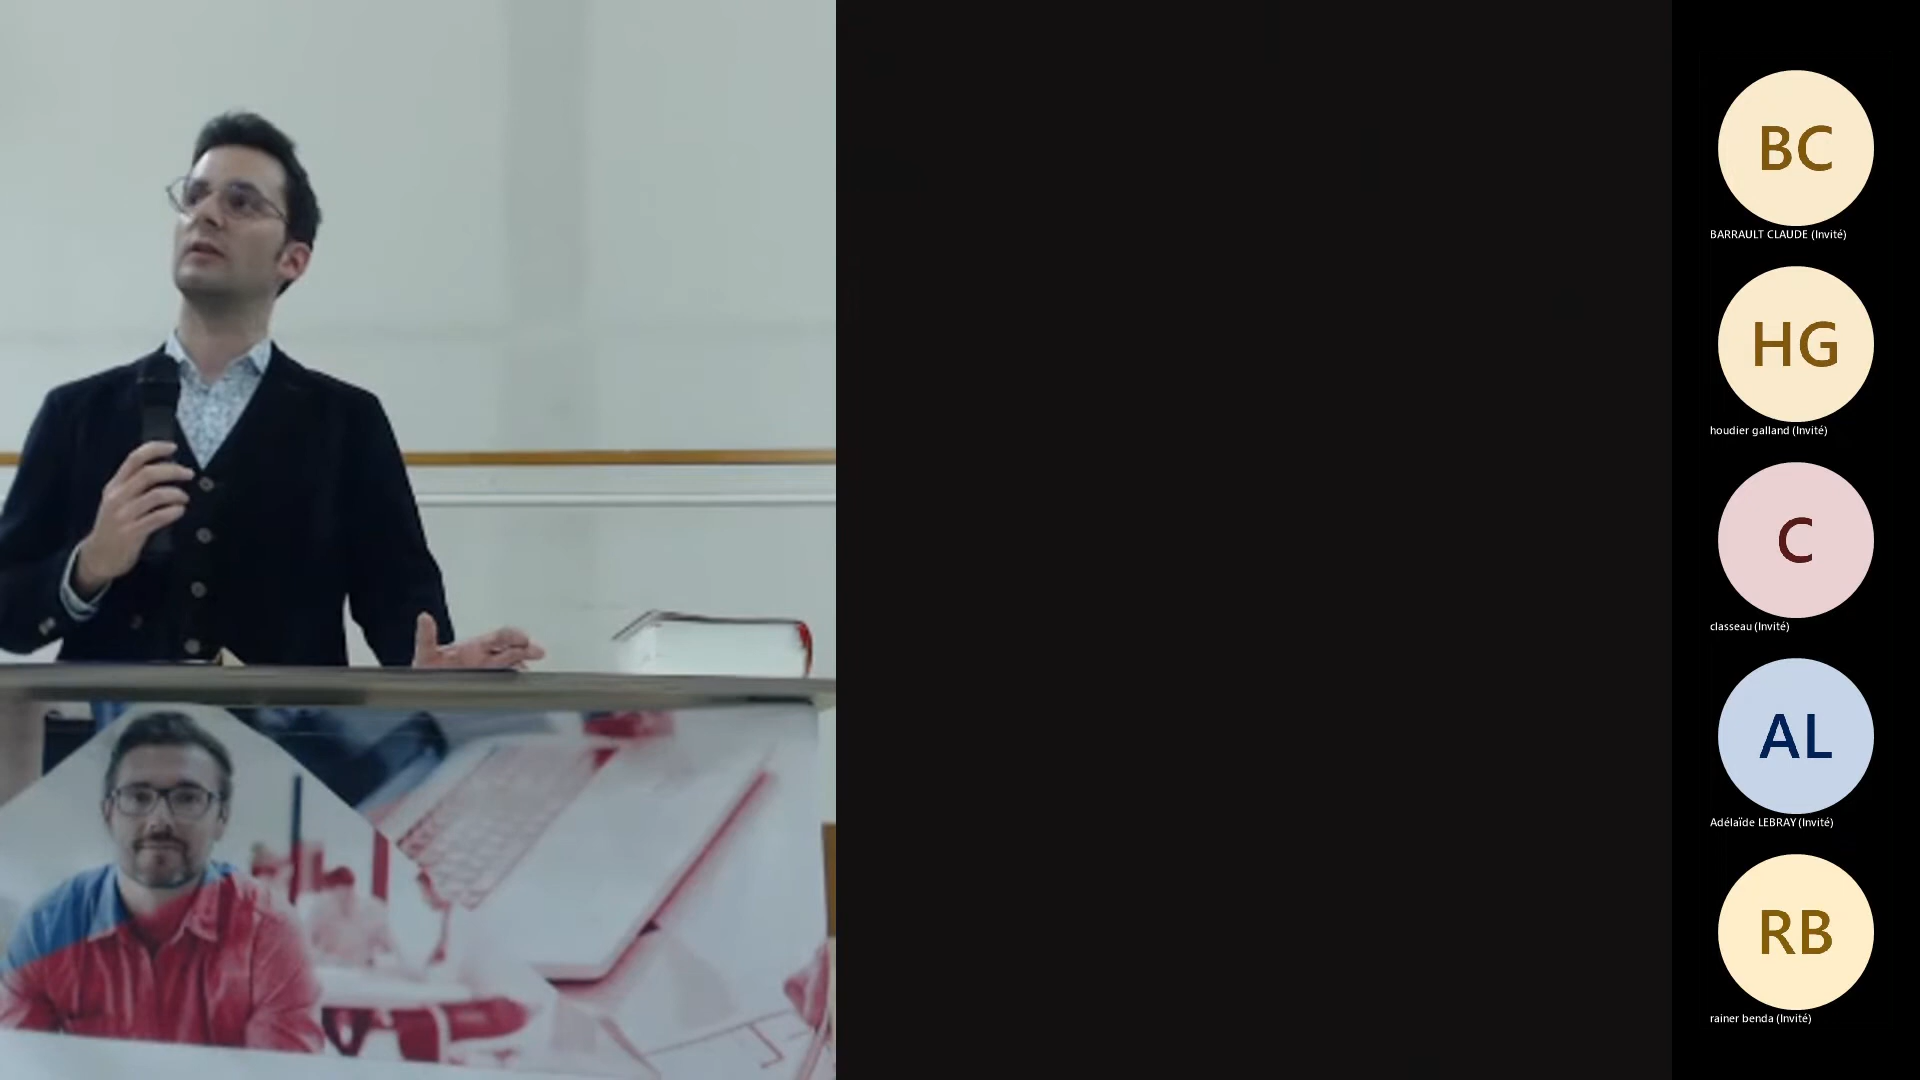 BC
BARRAULT CLAUDE (Invité)
HG
houdier galland (Invité)
C
classeau (Invité)
AL
Adélaïde LEBRAY (Invité)
RB
rainer benda (Invité)